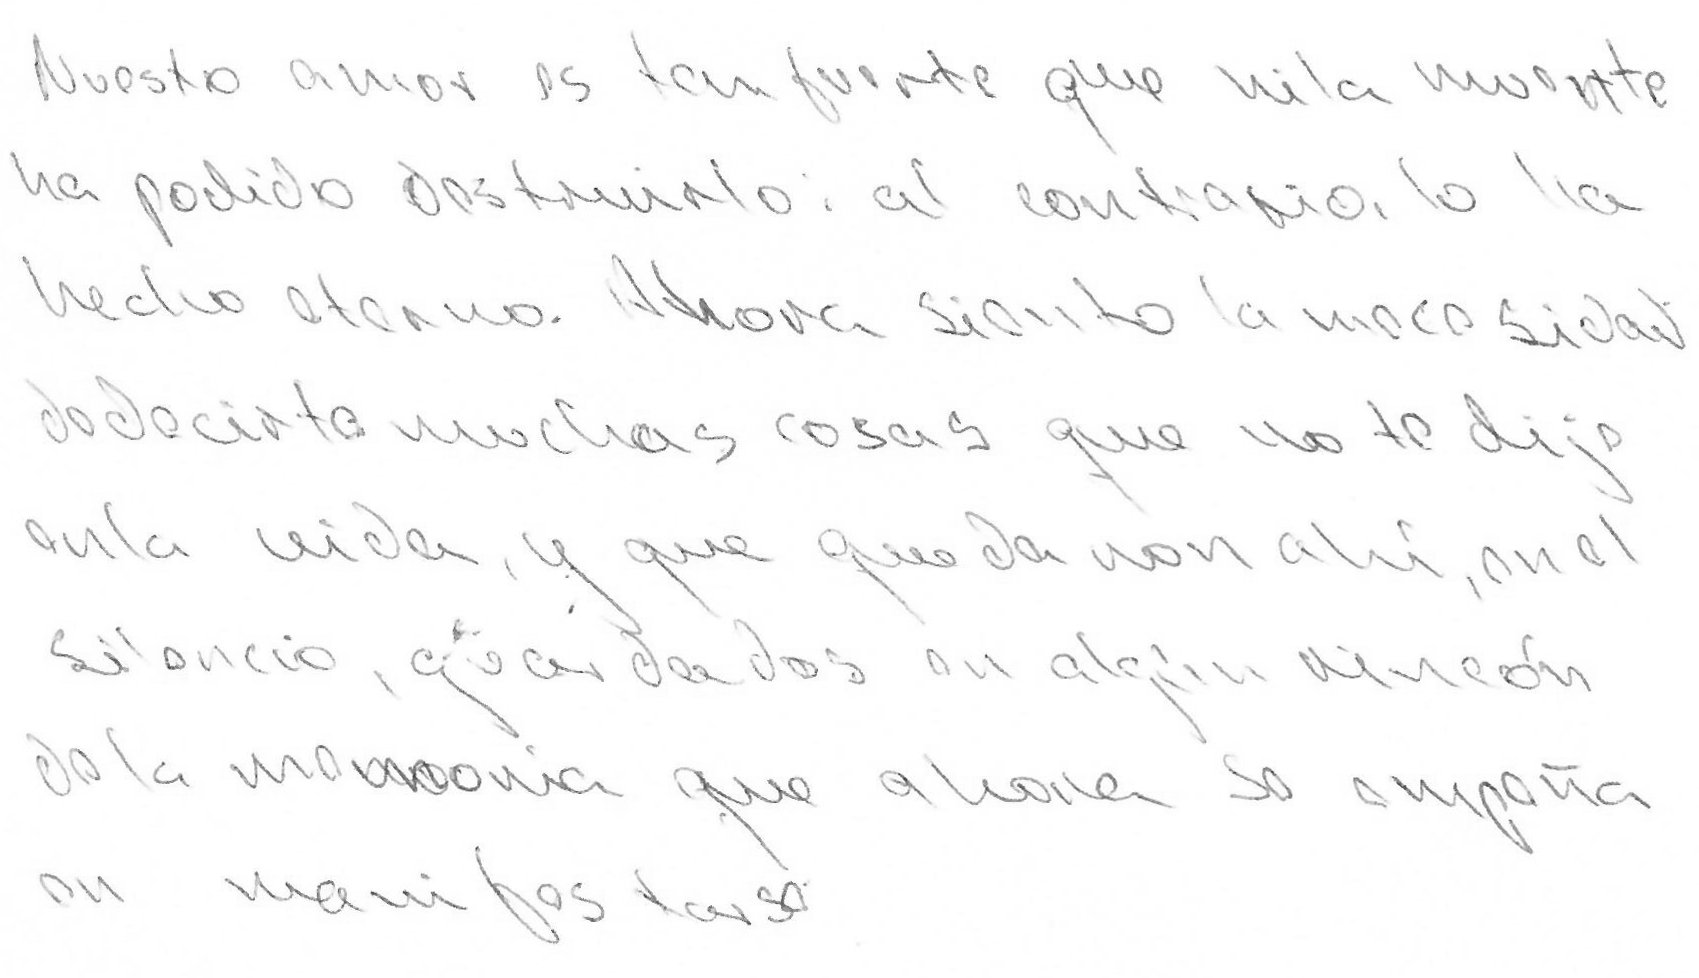 Nuestro amor es tan fuerte que ni la muerte
ha podido destruirlo: al contrario, lo ha
hecho eterno. Ahora siento la necesidad
de decirte muchas cosas que no te dije
en la vida, y que quedaron ahí, en el
silencio, guardados en algún rincón
de la memoria que ahora se empeña
en manifestarse